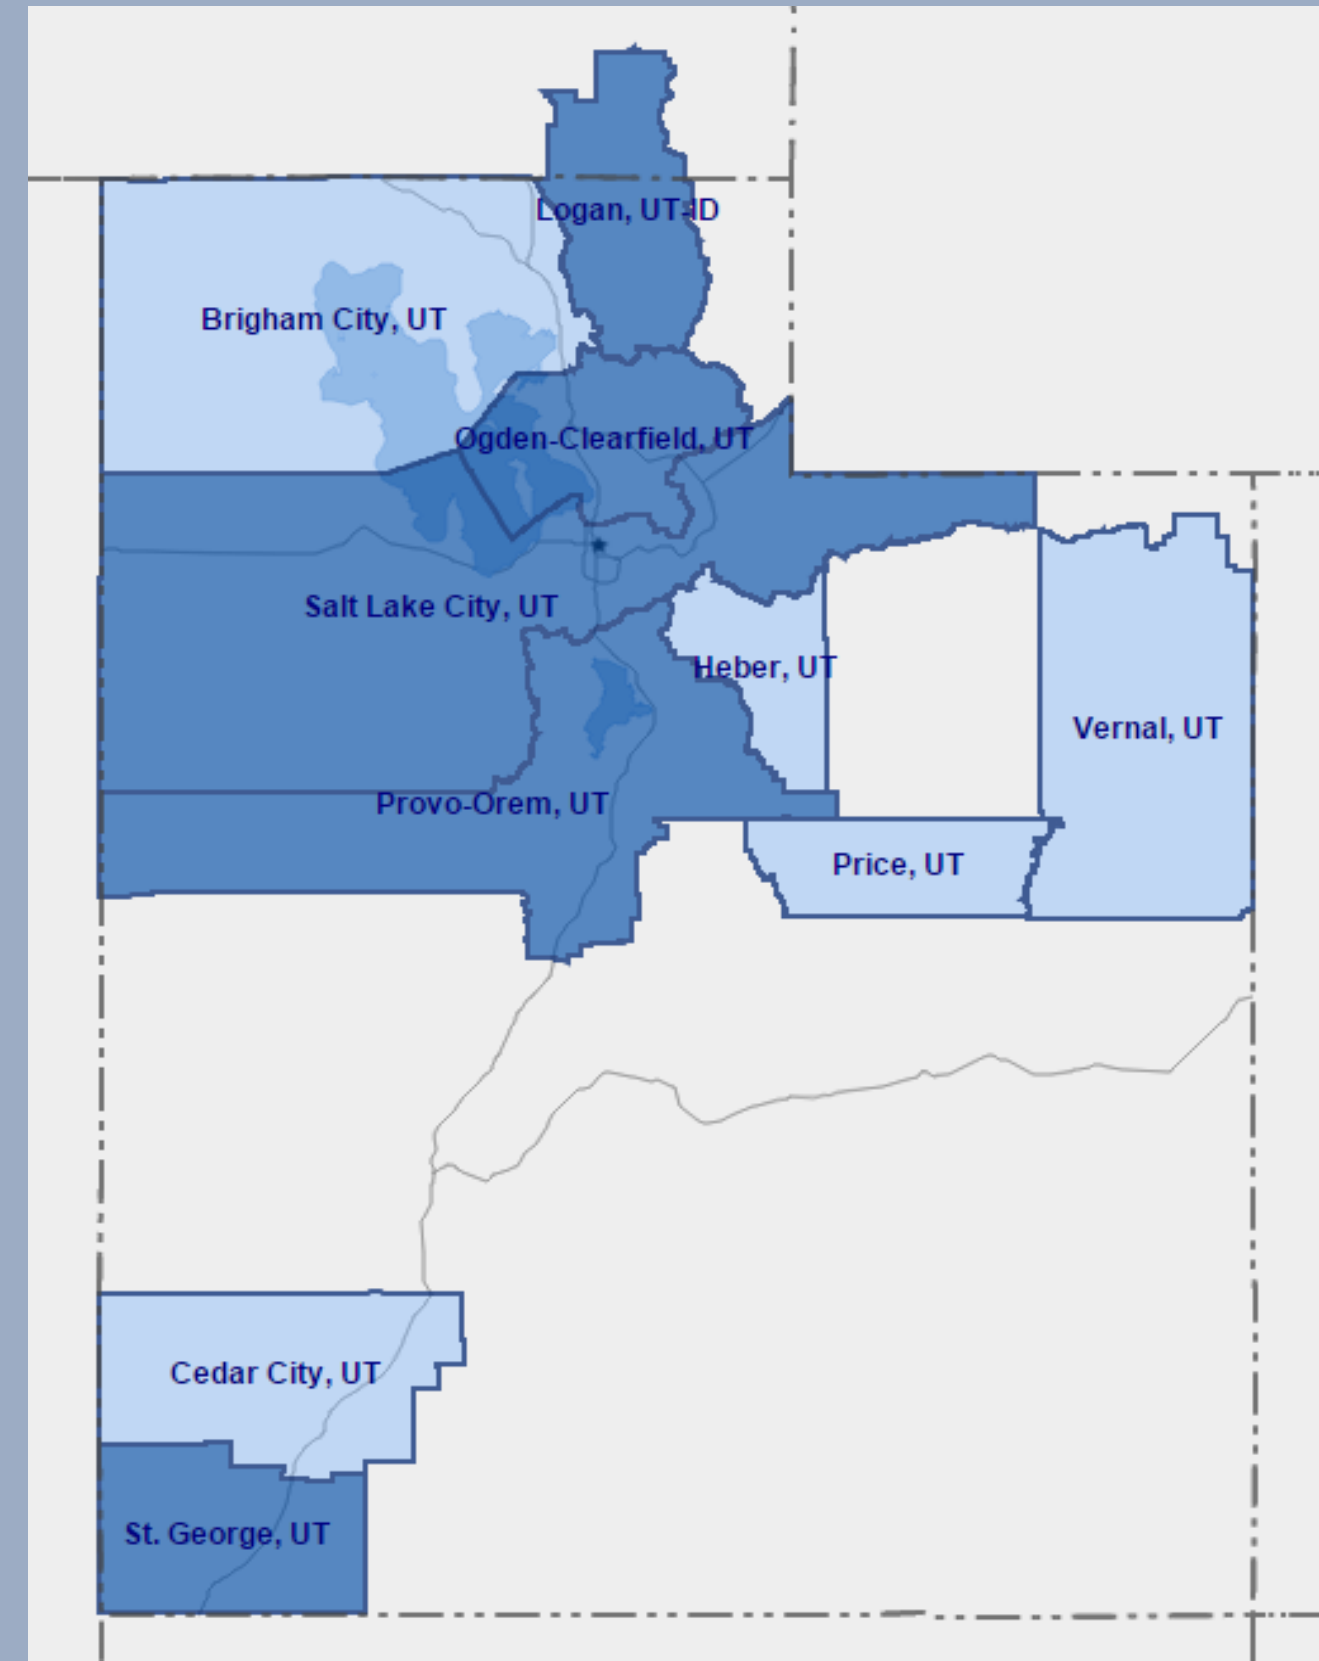 Logan, UT-ID
Brigham City, UT
Ogden-Clearfield, UT
Salt Lake City, UT
Heber, UT
Vernal, UT
Provo-Orem, UT
Price, UT
Cedar City, UT
St. George, UT